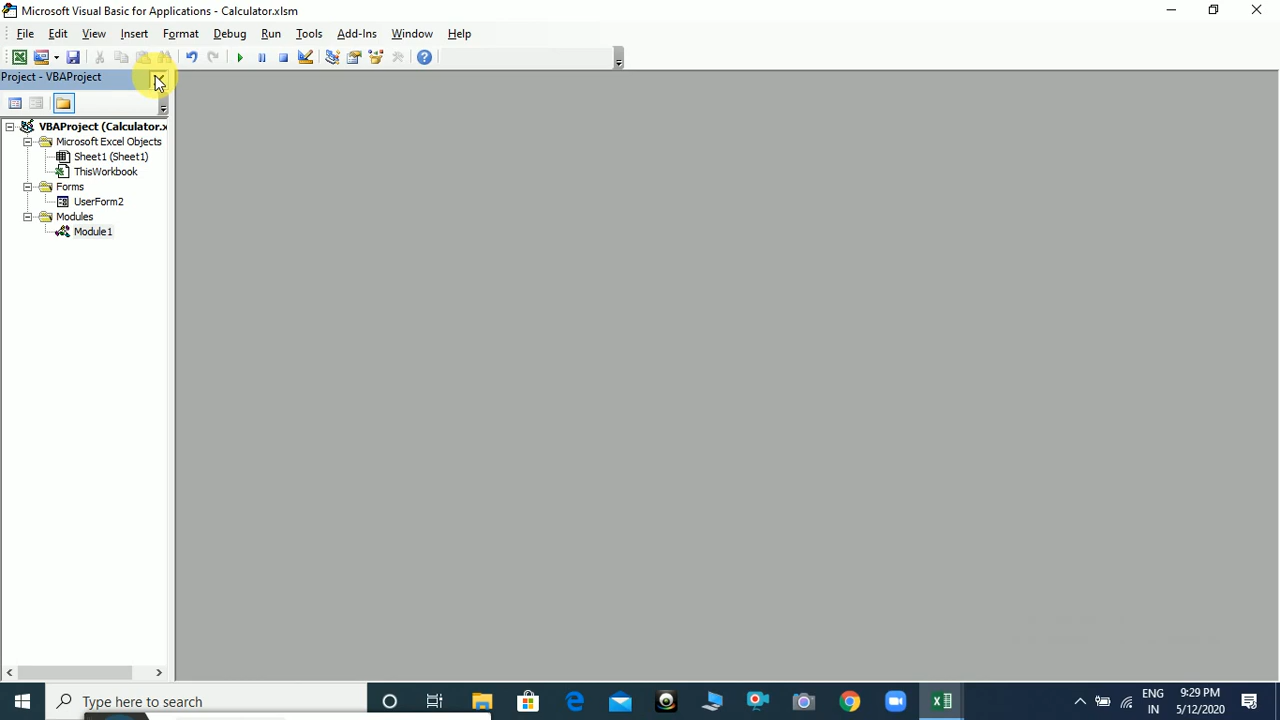 Microsoft Visual Basic for Applications - Calculator.xlsm
File Edit View Insert Format Debug Run Tools Add-Ins Window Help
Project - VBAProject
VBAProject (Calculator.x
Microsoft Excel Objects
Sheet1 (Sheet1)
ThisWorkbook
Forms
UserForm2
Modules
Module1
Type here to search
ENG
IN
9:29 PM
5/12/2020